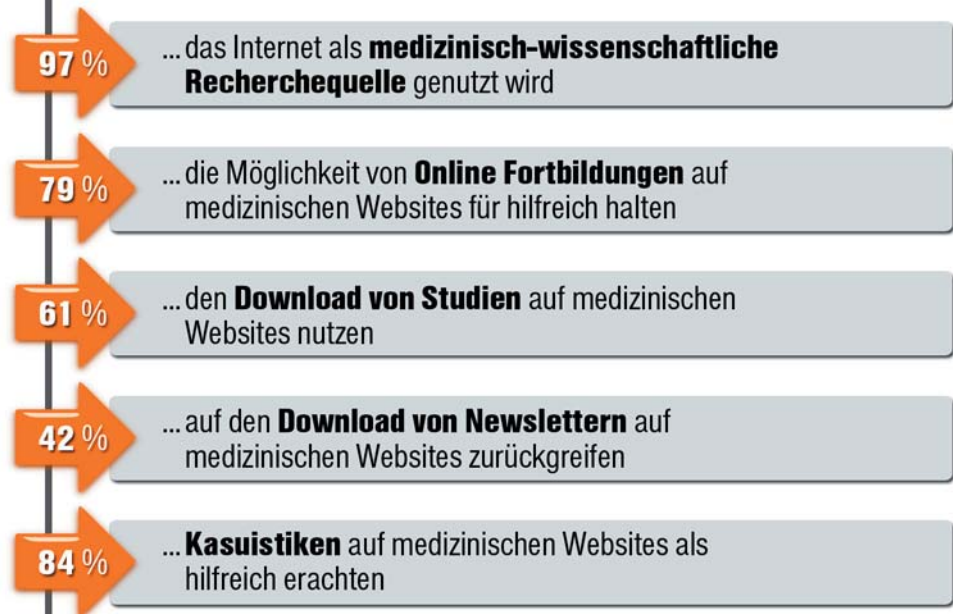 97 %
... das Internet als medizinisch-wissenschaftliche
Recherchequelle genutzt wird
79 %
... die Möglichkeit von Online Fortbildungen auf
medizinischen Websites für hilfreich halten
61 %
... den Download von Studien auf medizinischen
Websites nutzen
42 %
... auf den Download von Newslettern auf
medizinischen Websites zurückgreifen
84 %
... Kasuistiken auf medizinischen Websites als
hilfreich erachten